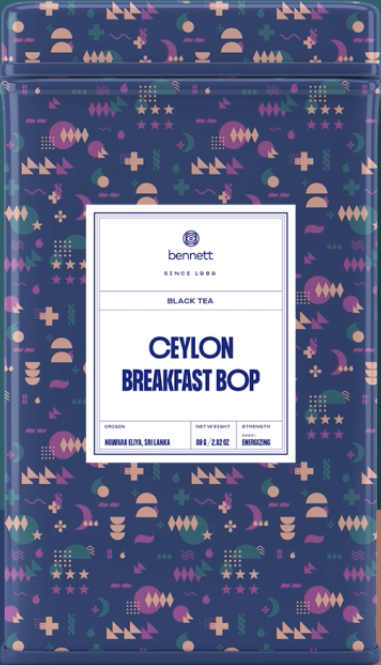 bennett
SINCE 1989
BLACK TEA
CEYLON
BREAKFAST BOP
ORIGIN
NUWARA ELIYA, SRI LANKA
NET WEIGHT
80 G / 2.82 OZ
STRENGTH
ENERGIZING